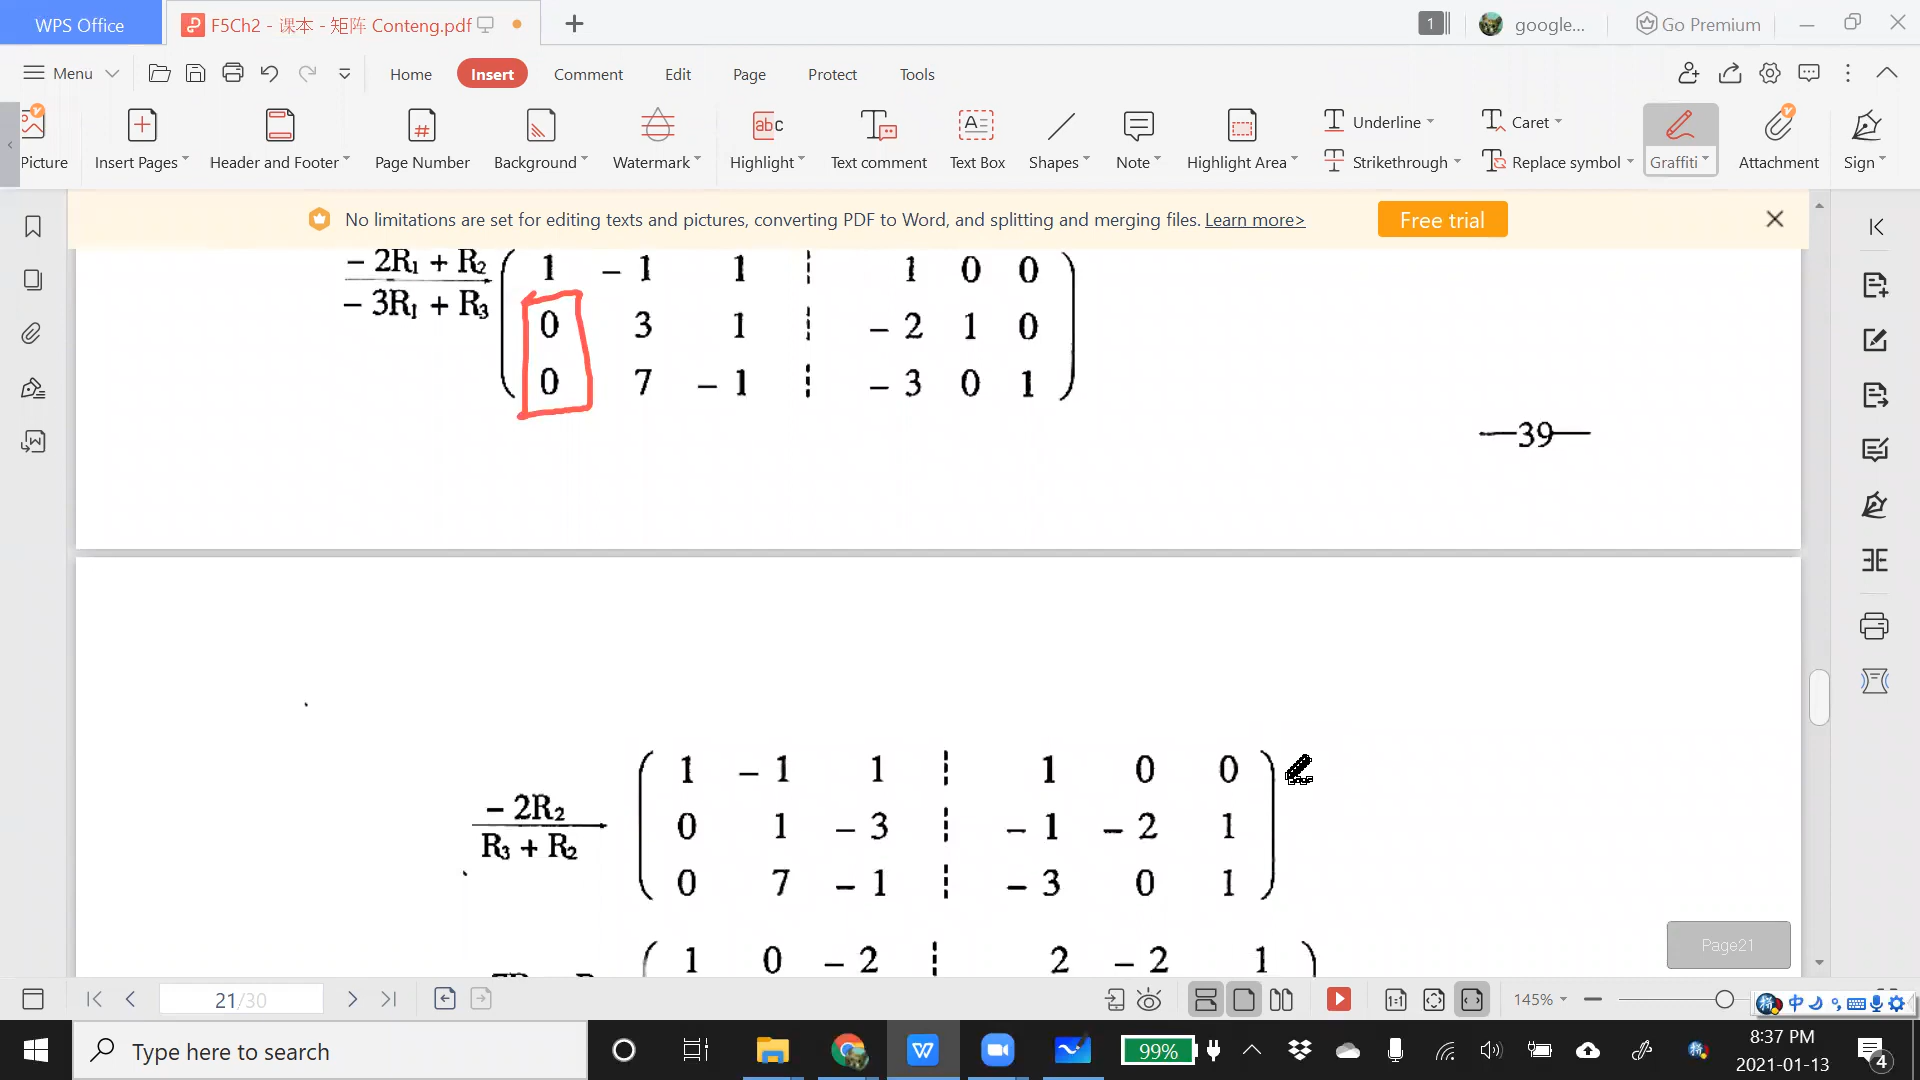 WPS Office
F5Ch2 - 课本 - 矩阵 Conteng.pdf
1
google...
Go Premium
Menu
Home
Insert
Comment
Edit
Page
Protect
Tools
Picture
Insert Pages
Header and Footer
Page Number
Background
Watermark
Highlight
Text comment
Text Box
Shapes
Note
Highlight Area
Underline
Strikethrough
Caret
Replace symbol
Graffiti
Attachment
Sign
No limitations are set for editing texts and pictures, converting PDF to Word, and splitting and merging files. Learn more>
Free trial
- 2R₁ + R₂
- 3R₁ + R₃
1 - 1 1 ┆ 1 0 0
0 3 1 ┆ - 2 1 0
0 7 - 1 ┆ - 3 0 1
—39—
- 2R₂
R₃ + R₂
1 - 1 1 ┆ 1 0 0
0 1 - 3 ┆ - 1 - 2 1
0 7 - 1 ┆ - 3 0 1
1 0 - 2 ┆ 2 - 2 1
Page21
21/30
145%
中
Type here to search
99%
8:37 PM
2021-01-13
4